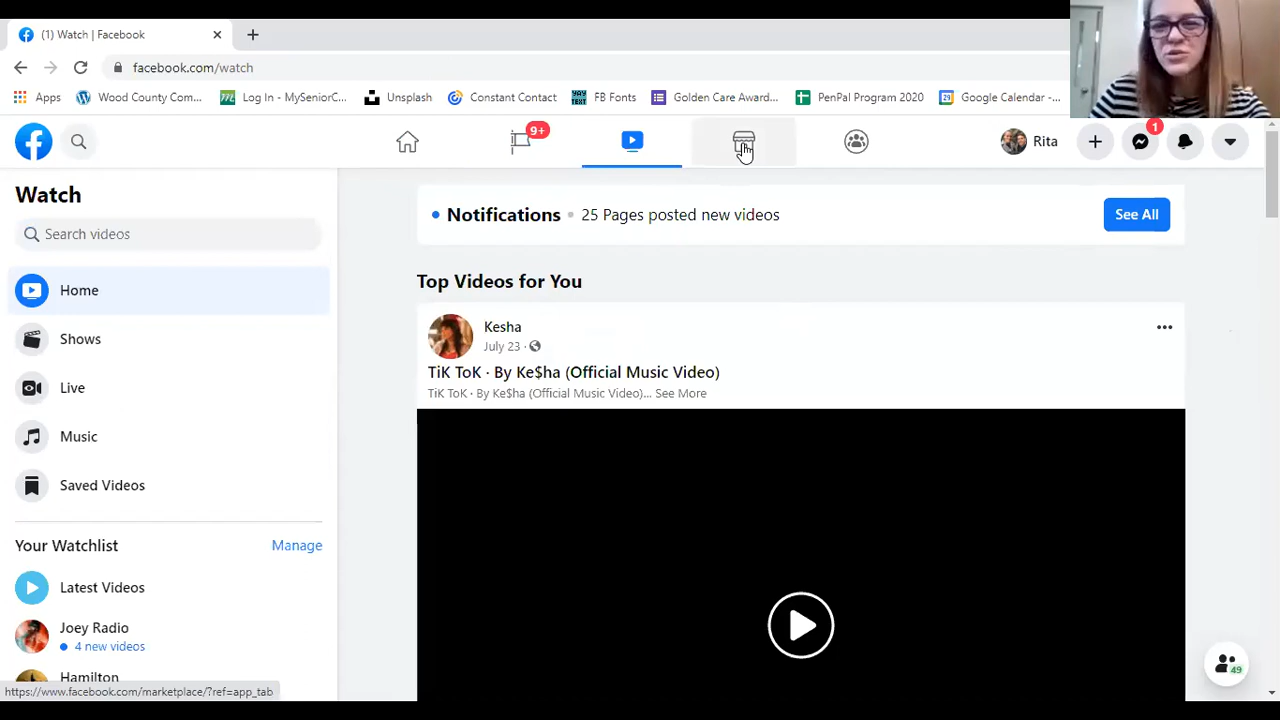 (1) Watch | Facebook
facebook.com/watch
Apps Wood County Com... Log In - MySeniorC... Unsplash Constant Contact YAY TEXT FB Fonts Golden Care Award... PenPal Program 2020 29 Google Calendar -...
9+ Rita 1
Watch
Search videos
Home
Shows
Live
Music
Saved Videos
Your Watchlist Manage
Latest Videos
Joey Radio
4 new videos
Hamilton
https://www.facebook.com/marketplace/?ref=app_tab
Notifications 25 Pages posted new videos See All
Top Videos for You
Kesha
July 23
TiK ToK · By Ke$ha (Official Music Video)
TiK ToK · By Ke$ha (Official Music Video)... See More
49